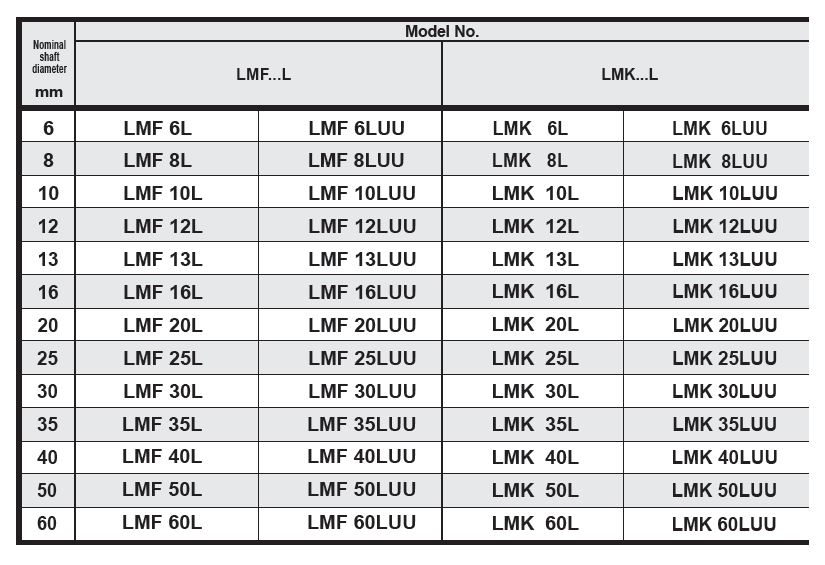 Nominal
shaft
diameter
mm
Model No.
LMF...L LMK...L
6 LMF 6L LMF 6LUU LMK 6L LMK 6LUU
8 LMF 8L LMF 8LUU LMK 8L LMK 8LUU
10 LMF 10L LMF 10LUU LMK 10L LMK 10LUU
12 LMF 12L LMF 12LUU LMK 12L LMK 12LUU
13 LMF 13L LMF 13LUU LMK 13L LMK 13LUU
16 LMF 16L LMF 16LUU LMK 16L LMK 16LUU
20 LMF 20L LMF 20LUU LMK 20L LMK 20LUU
25 LMF 25L LMF 25LUU LMK 25L LMK 25LUU
30 LMF 30L LMF 30LUU LMK 30L LMK 30LUU
35 LMF 35L LMF 35LUU LMK 35L LMK 35LUU
40 LMF 40L LMF 40LUU LMK 40L LMK 40LUU
50 LMF 50L LMF 50LUU LMK 50L LMK 50LUU
60 LMF 60L LMF 60LUU LMK 60L LMK 60LUU